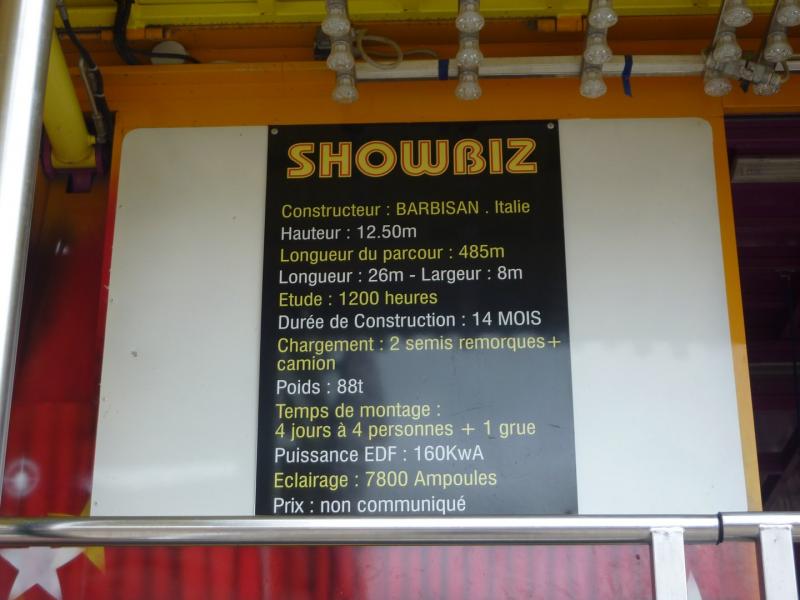 SHOWBIZ
Constructeur : BARBISAN . Italie
Hauteur : 12.50m
Longueur du parcour : 485m
Longueur : 26m - Largeur : 8m
Etude : 1200 heures
Durée de Construction : 14 MOIS
Chargement : 2 semis remorques+
camion
Poids : 88t
Temps de montage :
4 jours à 4 personnes + 1 grue
Puissance EDF : 160KwA
Eclairage : 7800 Ampoules
Prix : non communiqué